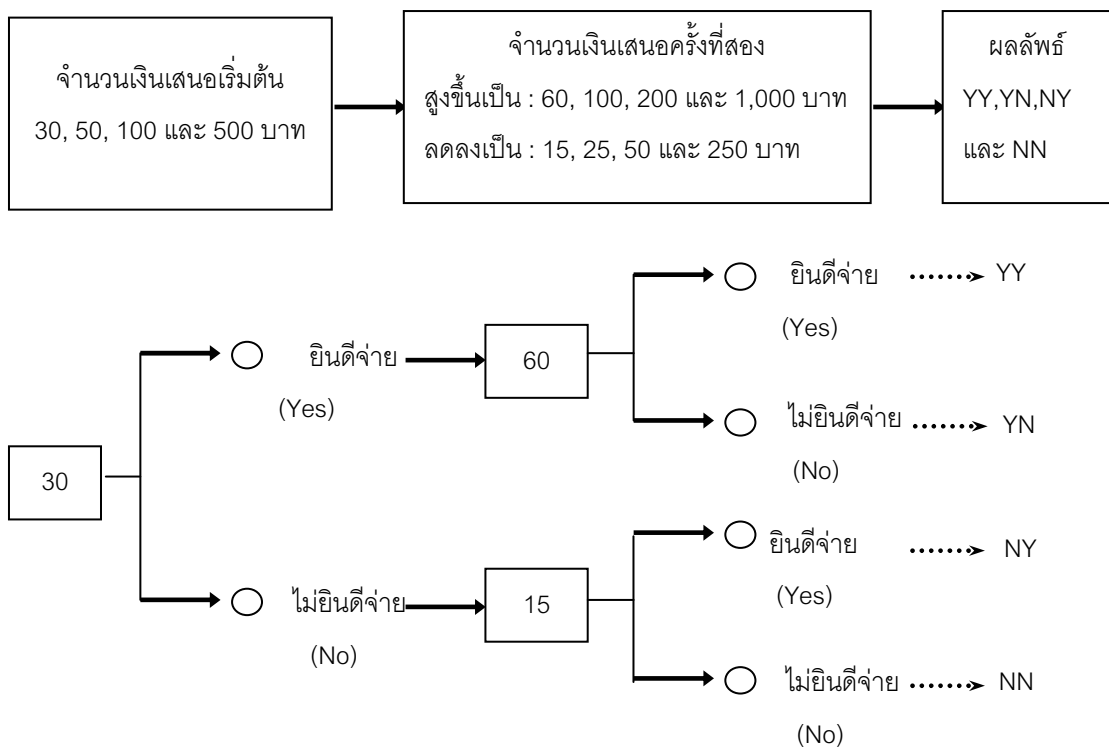 จำนวนเงินเสนอเริ่มต้น
30, 50, 100 และ 500 บาท
จำนวนเงินเสนอครั้งที่สอง
สูงขึ้นเป็น : 60, 100, 200 และ 1,000 บาท
ลดลงเป็น : 15, 25, 50 และ 250 บาท
ผลลัพธ์
YY,YN,NY
และ NN
30
ยินดีจ่าย
(Yes)
60
ยินดีจ่าย
(Yes)
YY
ไม่ยินดีจ่าย
(No)
YN
ไม่ยินดีจ่าย
(No)
15
ยินดีจ่าย
(Yes)
NY
ไม่ยินดีจ่าย
(No)
NN